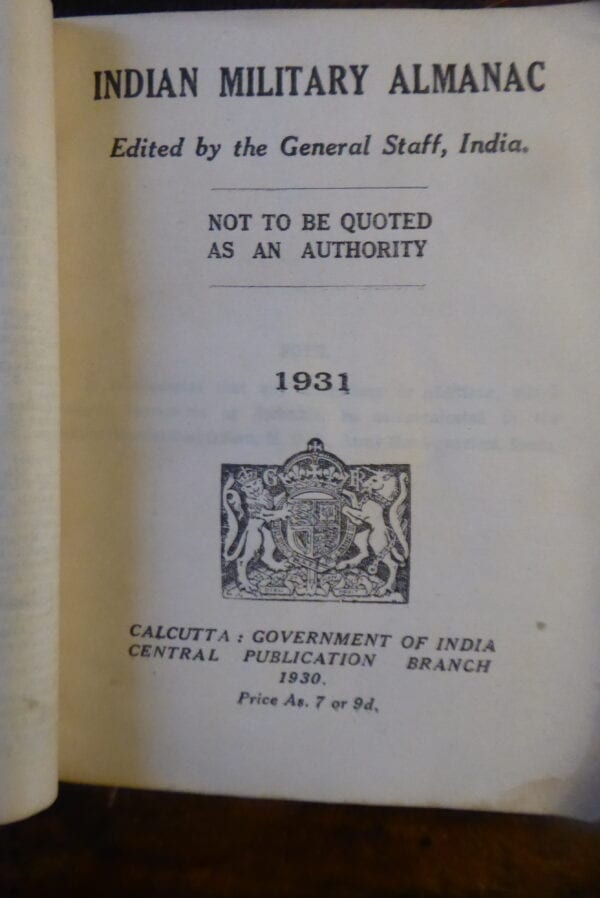 INDIAN MILITARY ALMANAC
Edited by the General Staff, India.
NOT TO BE QUOTED
AS AN AUTHORITY
1931
G R
CALCUTTA : GOVERNMENT OF INDIA
CENTRAL PUBLICATION BRANCH
1930.
Price As. 7 or 9d.